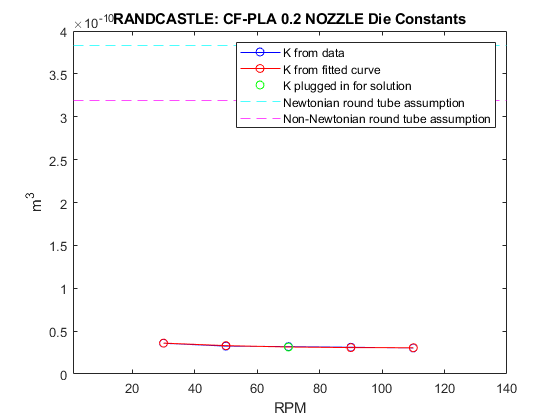 ×10-10
RANDCASTLE: CF-PLA 0.2 NOZZLE Die Constants
4
3.5
3
2.5
2
1.5
1
0.5
0
m3
K from data
K from fitted curve
K plugged in for solution
Newtonian round tube assumption
Non-Newtonian round tube assumption
20 40 60 80 100 120 140
RPM